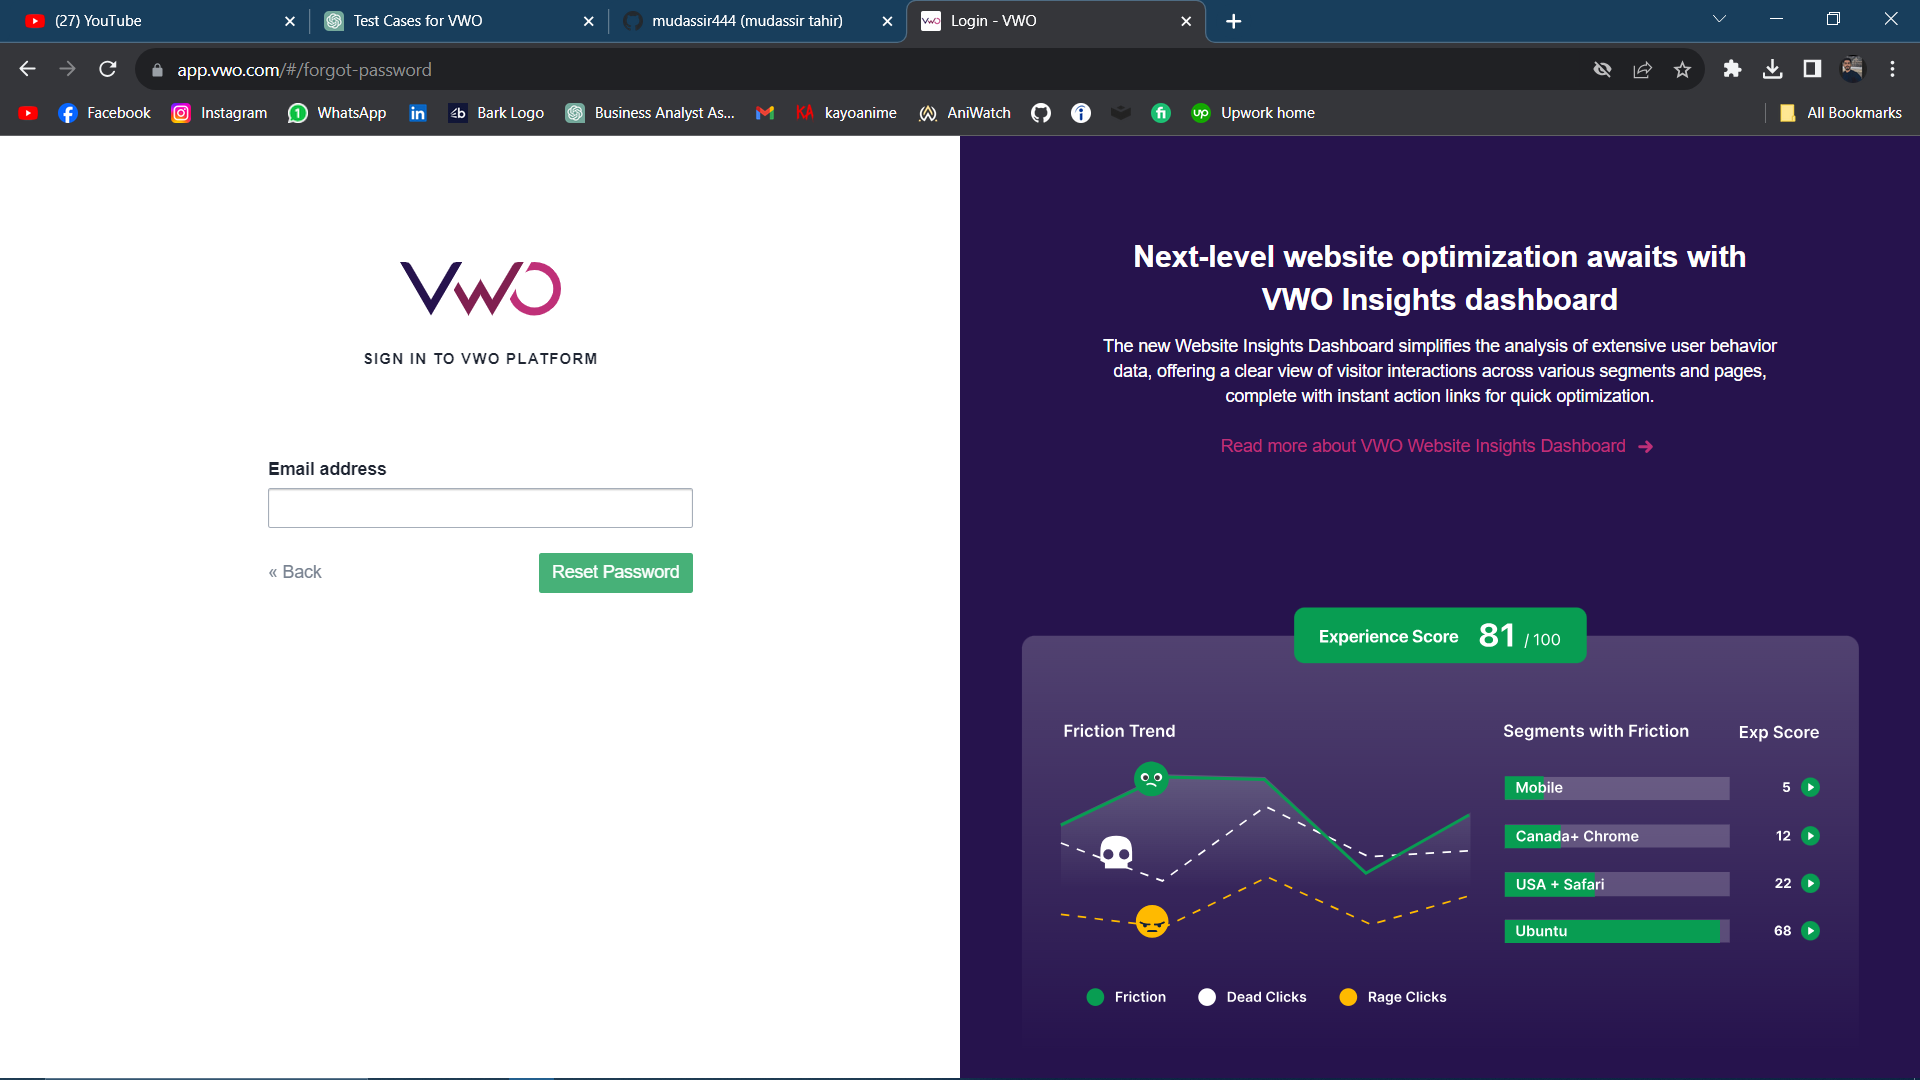 (27) YouTube
Test Cases for VWO
mudassir444 (mudassir tahir)
VWO
Login - VWO
app.vwo.com/#/forgot-password
Facebook
Instagram
1
WhatsApp
in
b
Bark Logo
Business Analyst As...
KA
kayoanime
AniWatch
fi
up
Upwork home
All Bookmarks
VWO
SIGN IN TO VWO PLATFORM
Email address
« Back
Reset Password
Next-level website optimization awaits with
VWO Insights dashboard
The new Website Insights Dashboard simplifies the analysis of extensive user behavior
data, offering a clear view of visitor interactions across various segments and pages,
complete with instant action links for quick optimization.
Read more about VWO Website Insights Dashboard →
Experience Score 81 / 100
Friction Trend
Segments with Friction Exp Score
Mobile 5
Canada+ Chrome 12
USA + Safari 22
Ubuntu 68
Friction
Dead Clicks
Rage Clicks